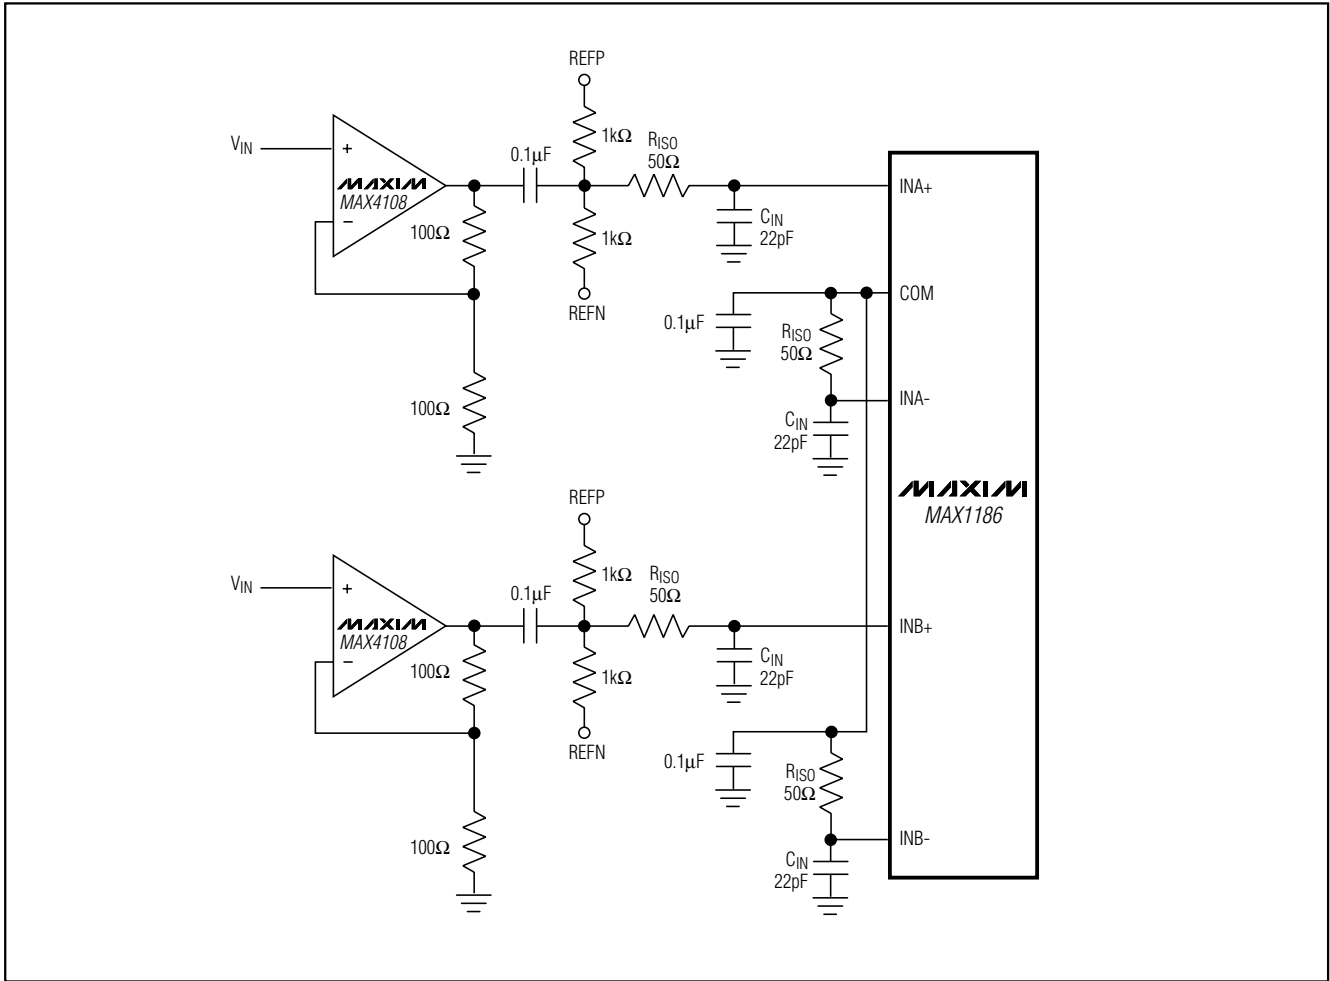 REFP
VIN
+
MAXIM
MAX4108
-
0.1µF
1kΩ
RISO
50Ω
INA+
100Ω
1kΩ
CIN
22pF
REFN
COM
0.1µF
RISO
50Ω
100Ω
INA-
CIN
22pF
MAXIM
MAX1186
REFP
VIN
+
MAXIM
MAX4108
-
0.1µF
1kΩ
RISO
50Ω
INB+
100Ω
1kΩ
CIN
22pF
REFN
0.1µF
RISO
50Ω
100Ω
INB-
CIN
22pF